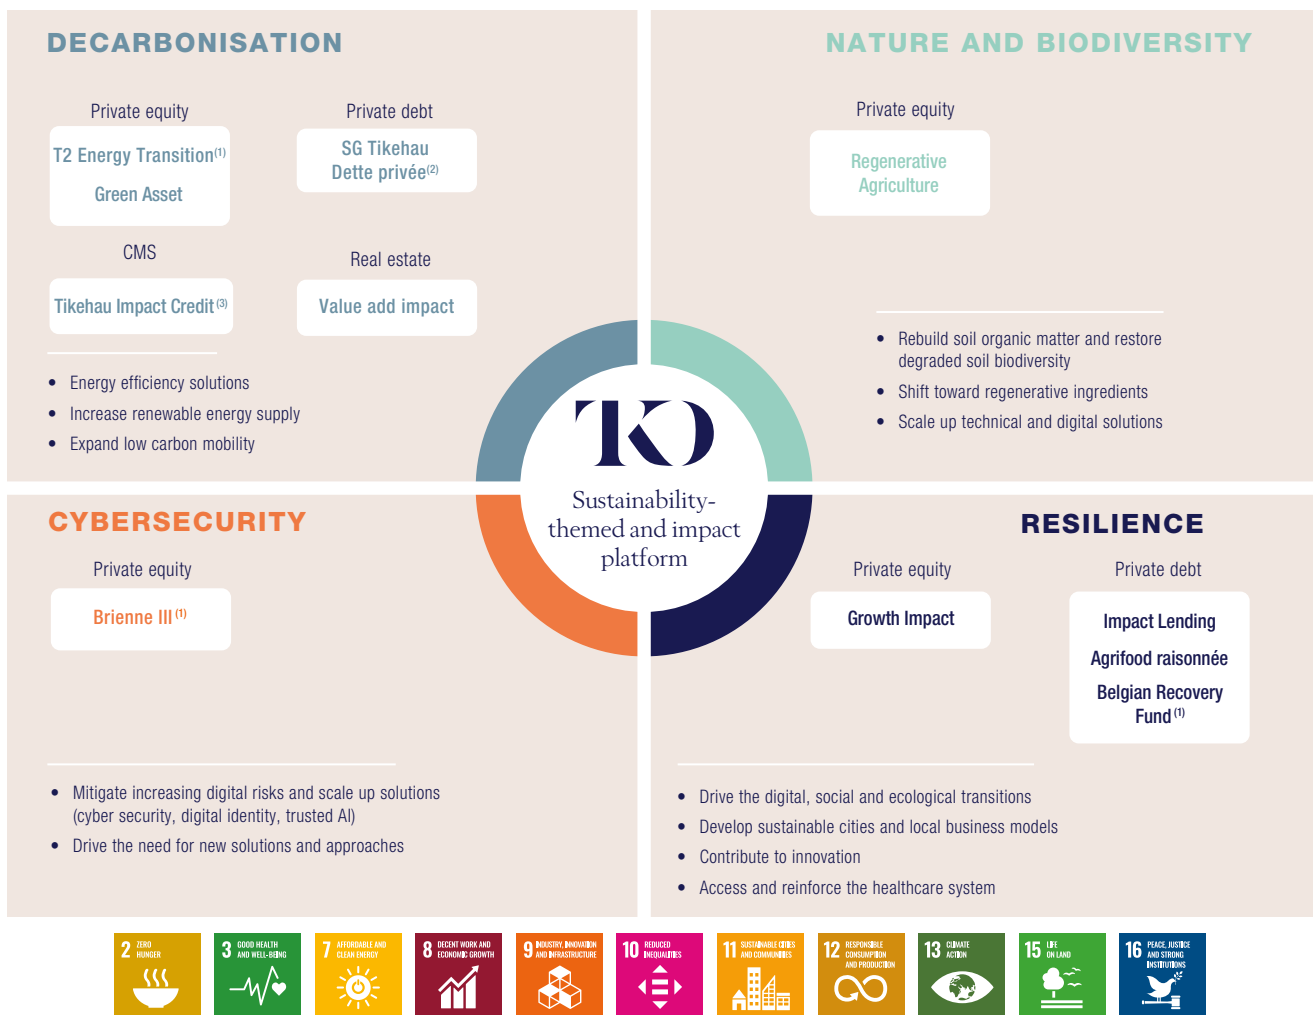 DECARBONISATION
Private equity
T2 Energy Transition(1)
Green Asset
Private debt
SG Tikehau
Dette privée(2)
CMS
Tikehau Impact Credit(3)
Real estate
Value add impact
• Energy efficiency solutions
• Increase renewable energy supply
• Expand low carbon mobility
NATURE AND BIODIVERSITY
Private equity
Regenerative
Agriculture
• Rebuild soil organic matter and restore
degraded soil biodiversity
• Shift toward regenerative ingredients
• Scale up technical and digital solutions
TKO
Sustainability-
themed and impact
platform
CYBERSECURITY
Private equity
Brienne III(1)
• Mitigate increasing digital risks and scale up solutions
(cyber security, digital identity, trusted AI)
• Drive the need for new solutions and approaches
RESILIENCE
Private equity
Growth Impact
Private debt
Impact Lending
Agrifood raisonnée
Belgian Recovery
Fund(1)
• Drive the digital, social and ecological transitions
• Develop sustainable cities and local business models
• Contribute to innovation
• Access and reinforce the healthcare system
2 ZERO
HUNGER
3 GOOD HEALTH
AND WELL-BEING
7 AFFORDABLE AND
CLEAN ENERGY
8 DECENT WORK AND
ECONOMIC GROWTH
9 INDUSTRY, INNOVATION
AND INFRASTRUCTURE
10 REDUCED
INEQUALITIES
11 SUSTAINABLE CITIES
AND COMMUNITIES
12 RESPONSIBLE
CONSUMPTION
AND PRODUCTION
13 CLIMATE
ACTION
15 LIFE
ON LAND
16 PEACE, JUSTICE
AND STRONG
INSTITUTIONS